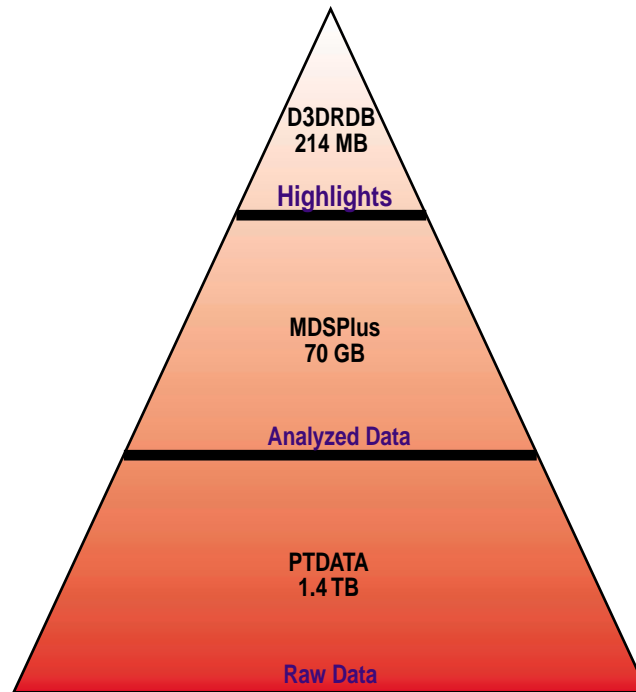 D3DRDB
214 MB
Highlights
MDSPlus
70 GB
Analyzed Data
PTDATA
1.4 TB
Raw Data